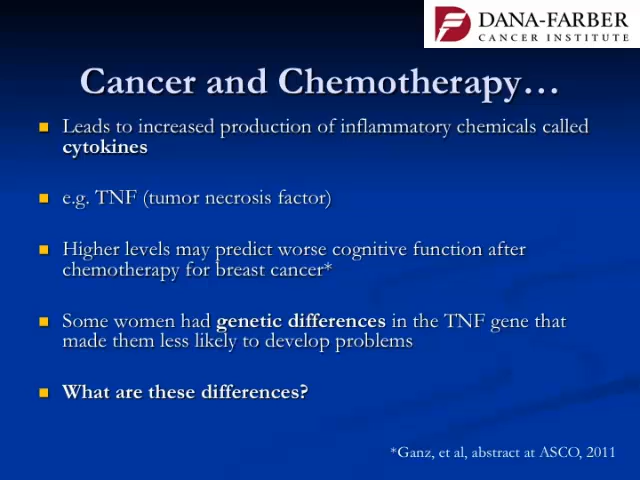 DANA-FARBER
CANCER INSTITUTE
Cancer and Chemotherapy…
Leads to increased production of inflammatory chemicals called
cytokines
e.g. TNF (tumor necrosis factor)
Higher levels may predict worse cognitive function after
chemotherapy for breast cancer*
Some women had genetic differences in the TNF gene that
made them less likely to develop problems
What are these differences?
*Ganz, et al, abstract at ASCO, 2011